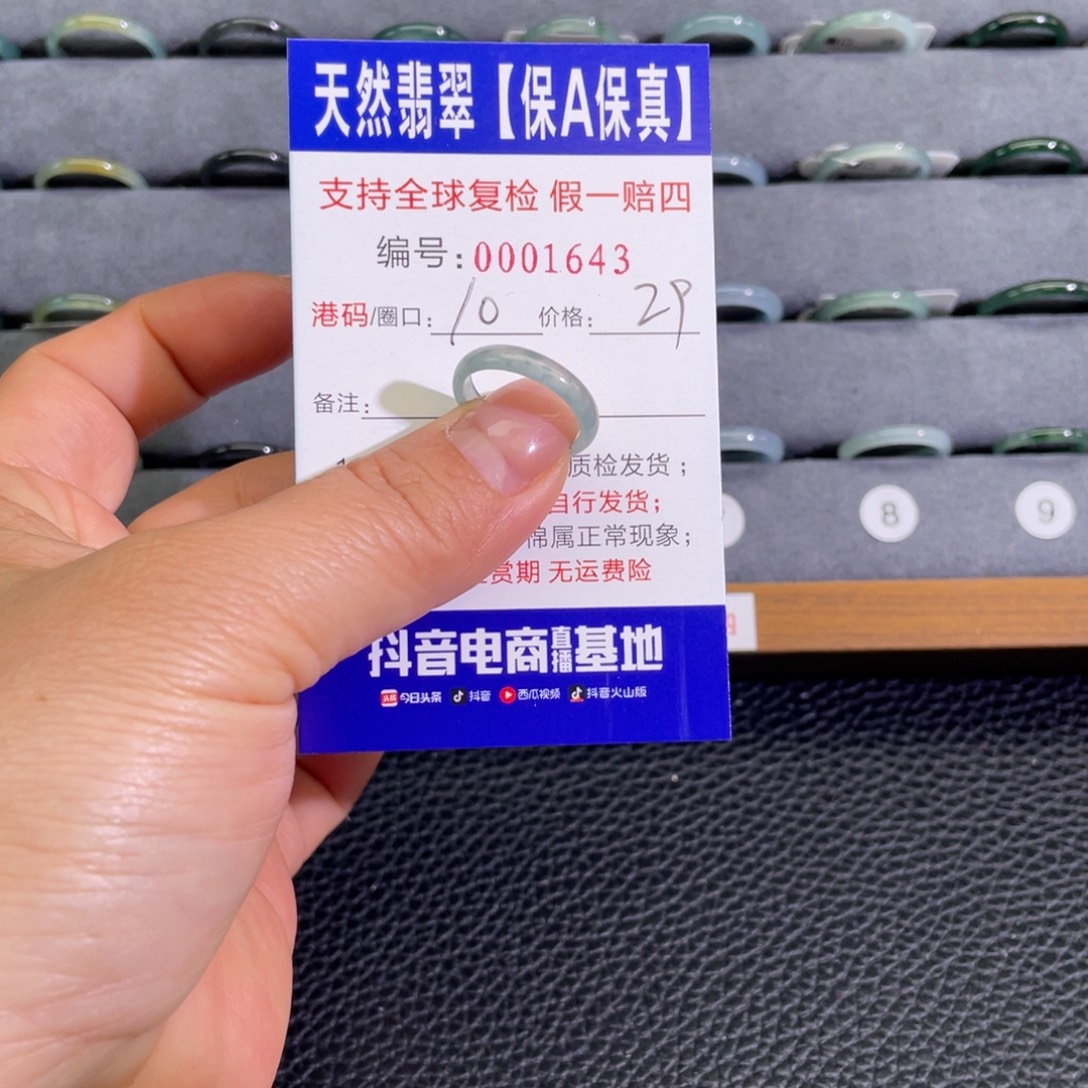 天然翡翠【保A保真】
支持全球复检 假一赔四
编号：0001643
港码/圈口：10 价格：29
备注：
质检发货；
自行发货；
棉属正常现象；
赏期 无运费险
抖音电商直播基地
头条 今日头条 抖音 西瓜视频 抖音火山版
8
9